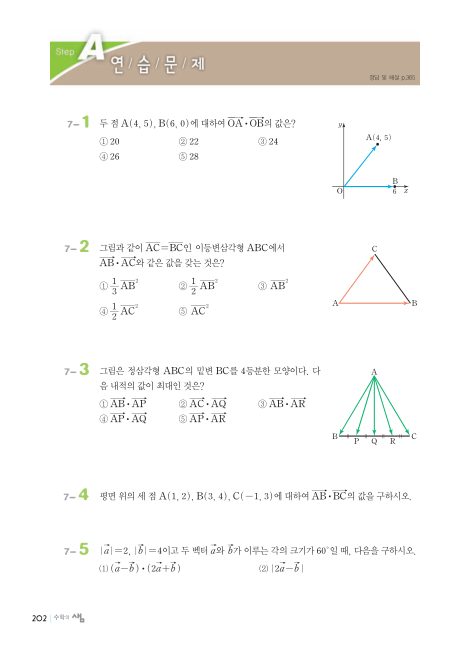 Step A 연/습/문/제
정답 및 해설 p.365
7-1 두 점 A(4, 5), B(6, 0)에 대하여 $\overrightarrow{OA}\cdot\overrightarrow{OB}$의 값은?
① 20 ② 22 ③ 24
④ 26 ⑤ 28
y
A(4, 5)
B
O 6 x
7-2 그림과 같이 $\overline{AC}=\overline{BC}$인 이등변삼각형 ABC에서
$\overrightarrow{AB}\cdot\overrightarrow{AC}$와 같은 값을 갖는 것은?
① $\frac{1}{3}\overline{AB}^2$ ② $\frac{1}{2}\overline{AB}^2$ ③ $\overline{AB}^2$
④ $\frac{1}{2}\overline{AC}^2$ ⑤ $\overline{AC}^2$
C
A B
7-3 그림은 정삼각형 ABC의 밑변 BC를 4등분한 모양이다. 다
음 내적의 값이 최대인 것은?
① $\overrightarrow{AB}\cdot\overrightarrow{AP}$ ② $\overrightarrow{AC}\cdot\overrightarrow{AQ}$ ③ $\overrightarrow{AB}\cdot\overrightarrow{AR}$
④ $\overrightarrow{AP}\cdot\overrightarrow{AQ}$ ⑤ $\overrightarrow{AP}\cdot\overrightarrow{AR}$
A
B P Q R C
7-4 평면 위의 세 점 A(1, 2), B(3, 4), C(-1, 3)에 대하여 $\overrightarrow{AB}\cdot\overrightarrow{BC}$의 값을 구하시오.
7-5 $|\vec{a}|=2$, $|\vec{b}|=4$이고 두 벡터 $\vec{a}$와 $\vec{b}$가 이루는 각의 크기가 60°일 때, 다음을 구하시오.
⑴ $(\vec{a}-\vec{b})\cdot(2\vec{a}+\vec{b})$ ⑵ $|2\vec{a}-\vec{b}|$
202 수학의 샘